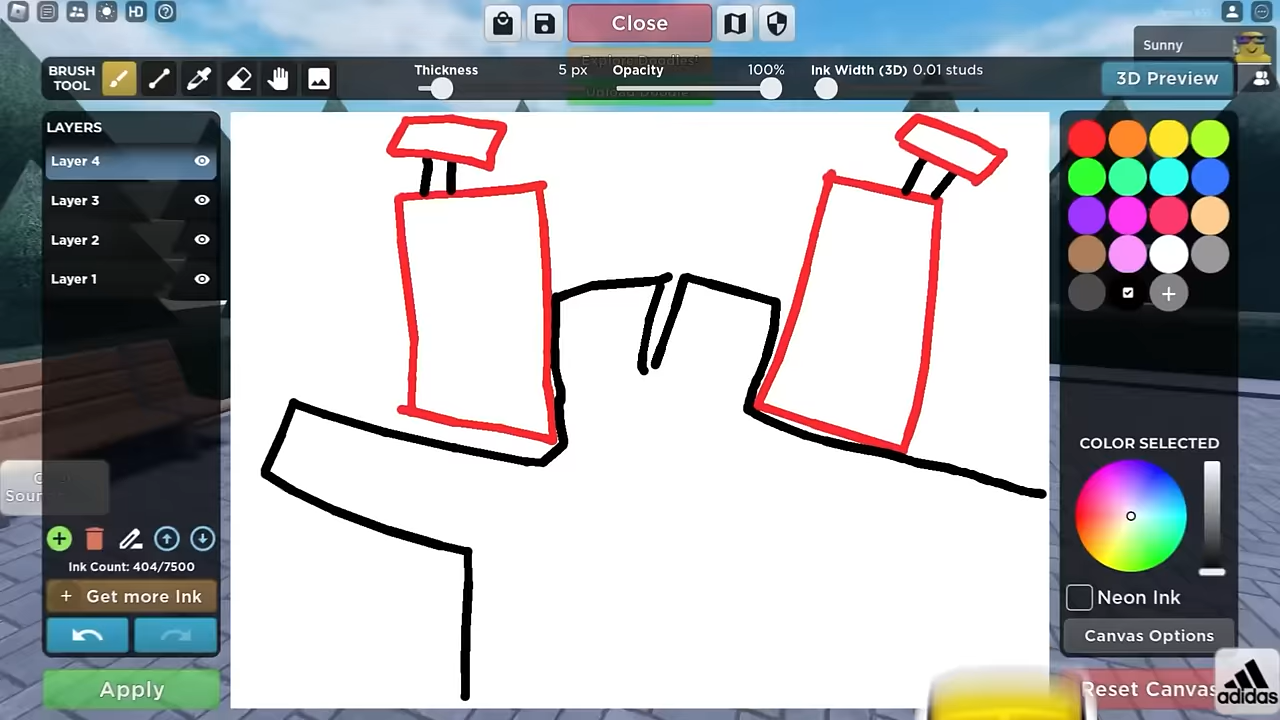 HD
Close
Sunny
BRUSH TOOL
Thickness 5 px
Opacity 100%
Ink Width (3D) 0.01 studs
3D Preview
LAYERS
Layer 4
Layer 3
Layer 2
Layer 1
Ink Count: 404/7500
+ Get more Ink
Apply
COLOR SELECTED
Neon Ink
Canvas Options
Reset Canvas
adidas